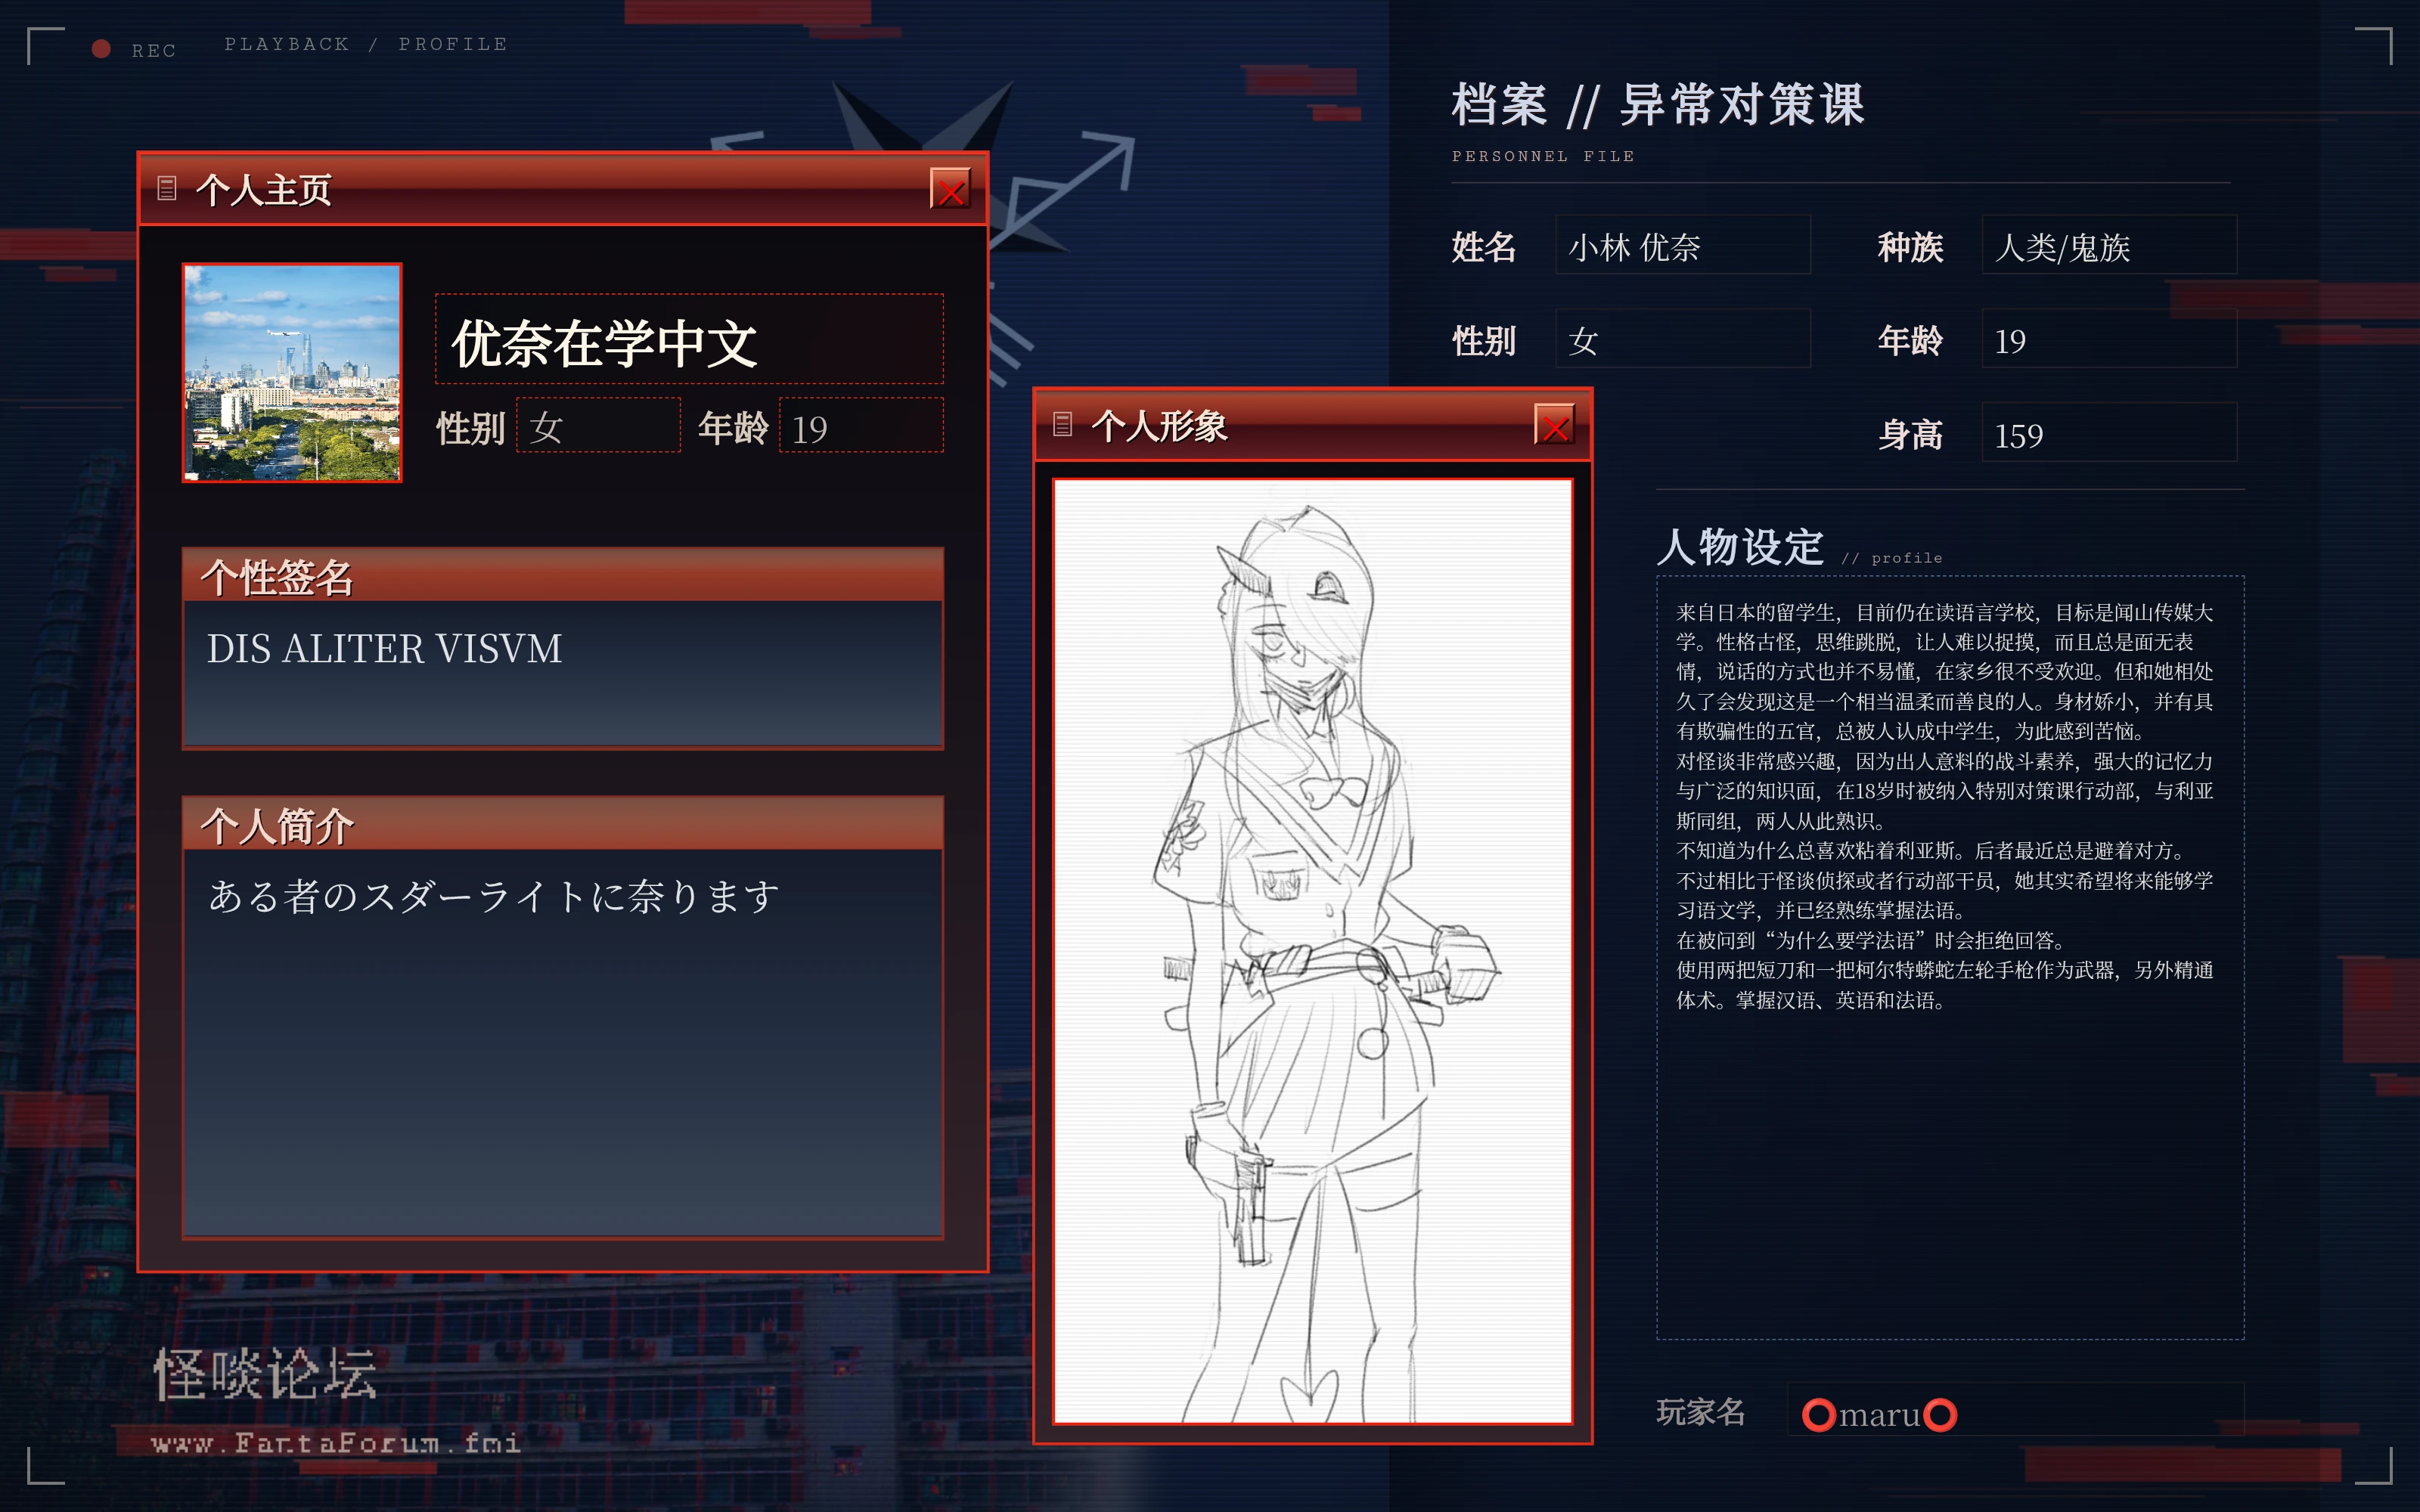 REC
PLAYBACK / PROFILE
个人主页
优奈在学中文
性别 女 年龄 19
个性签名
DIS ALITER VISVM
个人简介
ある者のスダーライトに奈ります
怪啖论坛
www.FartaForum.fmi
个人形象
档案 // 异常对策课
PERSONNEL FILE
姓名 小林 优奈 种族 人类/鬼族
性别 女 年龄 19
身高 159
人物设定 // profile
来自日本的留学生，目前仍在读语言学校，目标是闻山传媒大
学。性格古怪，思维跳脱，让人难以捉摸，而且总是面无表
情，说话的方式也并不易懂，在家乡很不受欢迎。但和她相处
久了会发现这是一个相当温柔而善良的人。身材娇小，并有具
有欺骗性的五官，总被人认成中学生，为此感到苦恼。
对怪谈非常感兴趣，因为出人意料的战斗素养，强大的记忆力
与广泛的知识面，在18岁时被纳入特别对策课行动部，与利亚
斯同组，两人从此熟识。
不知道为什么总喜欢粘着利亚斯。后者最近总是避着对方。
不过相比于怪谈侦探或者行动部干员，她其实希望将来能够学
习语文学，并已经熟练掌握法语。
在被问到“为什么要学法语”时会拒绝回答。
使用两把短刀和一把柯尔特蟒蛇左轮手枪作为武器，另外精通
体术。掌握汉语、英语和法语。
玩家名 ⭕maru⭕